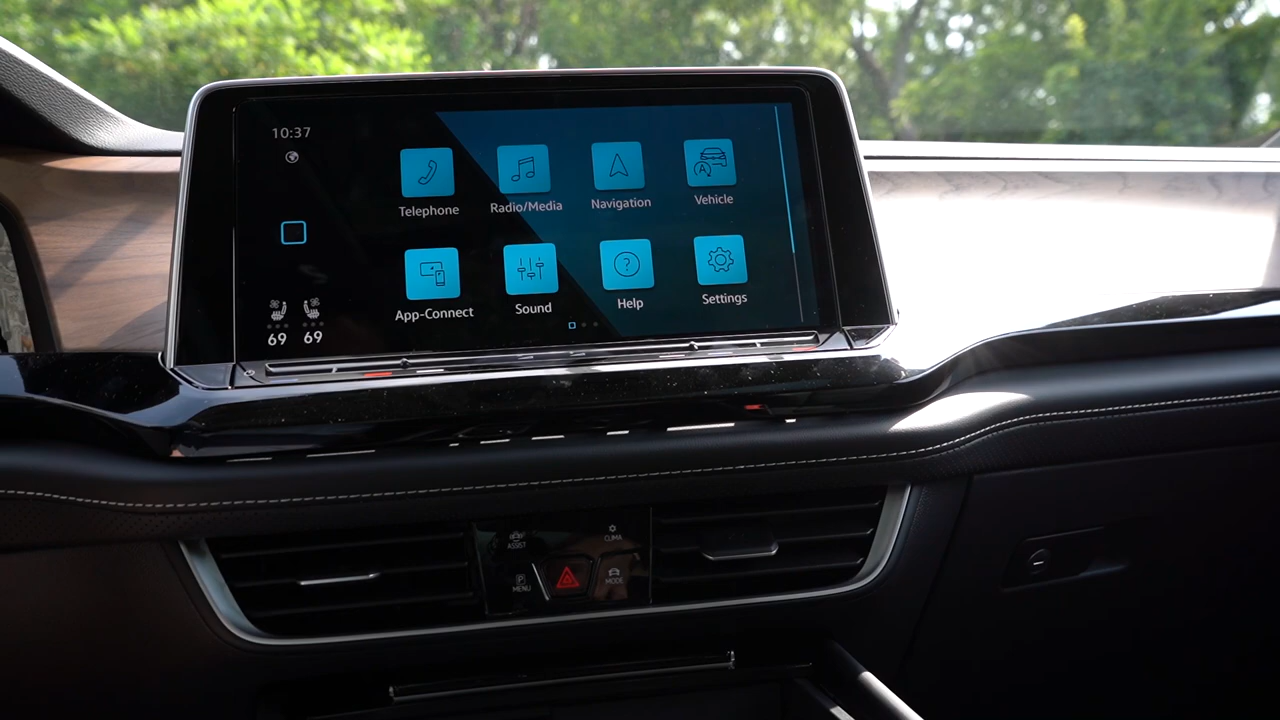 10:37
Telephone
Radio/Media
Navigation
Vehicle
App-Connect
Sound
Help
Settings
69
69
ASSIST
CLIMA
P
MENU
MODE